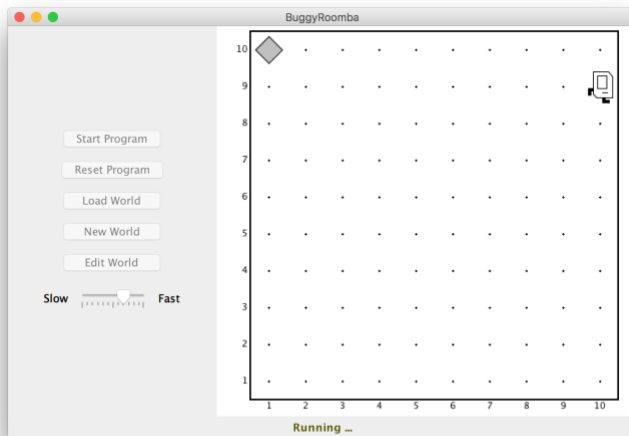 BuggyRoomba
Start Program
Reset Program
Load World
New World
Edit World
Slow Fast
10
9
8
7
6
5
4
3
2
1
1 2 3 4 5 6 7 8 9 10
Running ...